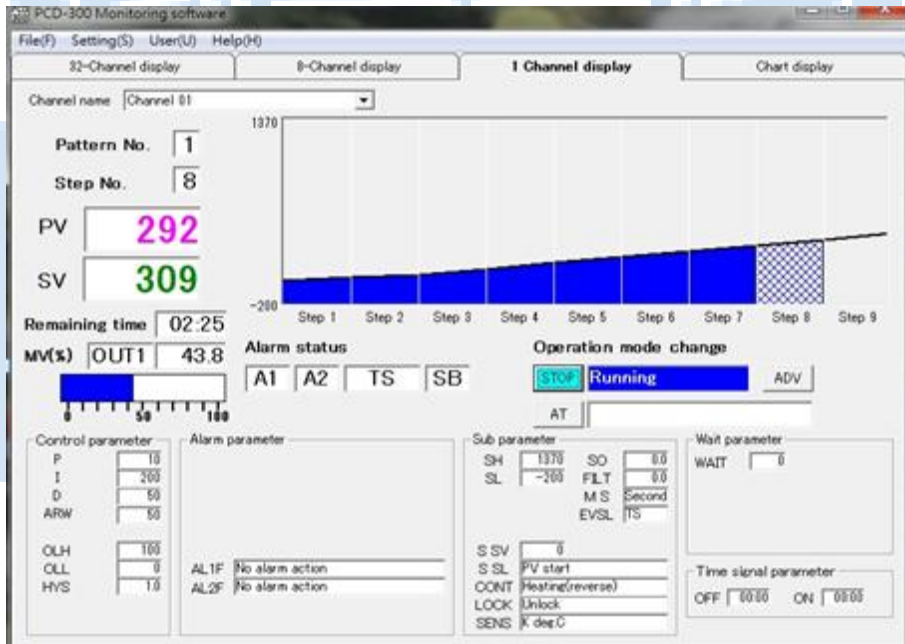 PCD-300 Monitoring software
File(F) Setting(S) User(U) Help(H)
32-Channel display 8-Channel display 1 Channel display Chart display
Channel name Channel 01
Pattern No. 1
Step No. 8
PV 292
SV 309
Remaining time 02:25
MV(%) OUT1 43.8
0 50 100
1370
-200
Step 1 Step 2 Step 3 Step 4 Step 5 Step 6 Step 7 Step 8 Step 9
Alarm status
A1 A2 TS SB
Operation mode change
STOP Running ADV
AT
Control parameter
P 10
I 200
D 50
ARW 50
OLH 100
OLL 0
HYS 1.0
Alarm parameter
AL1F No alarm action
AL2F No alarm action
Sub parameter
SH 1370 SO 0.0
SL -200 FILT 0.0
M S Second
EVSL TS
S SV 0
S SL PV start
CONT Heating(reverse)
LOCK Unlock
SENS K deg.C
Wait parameter
WAIT 0
Time signal parameter
OFF 00:00 ON 00:00